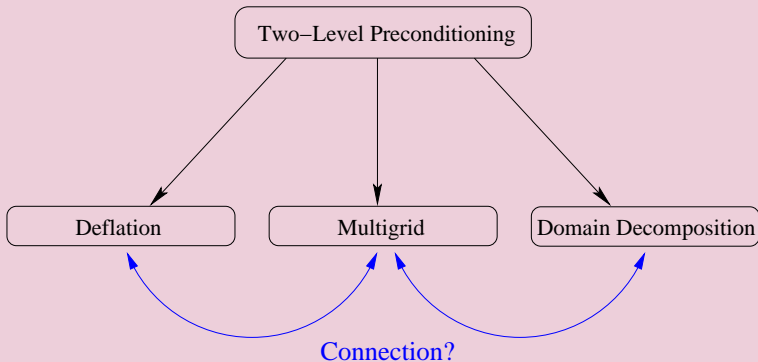 Two-Level Preconditioning
Deflation
Multigrid
Domain Decomposition
Connection?